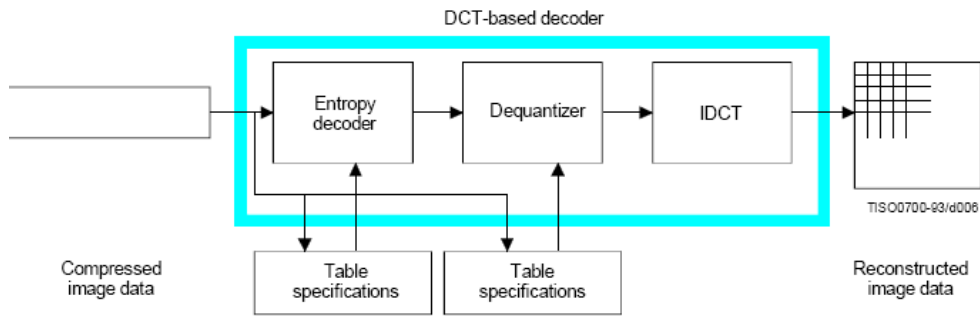 DCT-based decoder
Entropy
decoder
Dequantizer
IDCT
TISO0700-93/d006
Compressed
image data
Table
specifications
Table
specifications
Reconstructed
image data